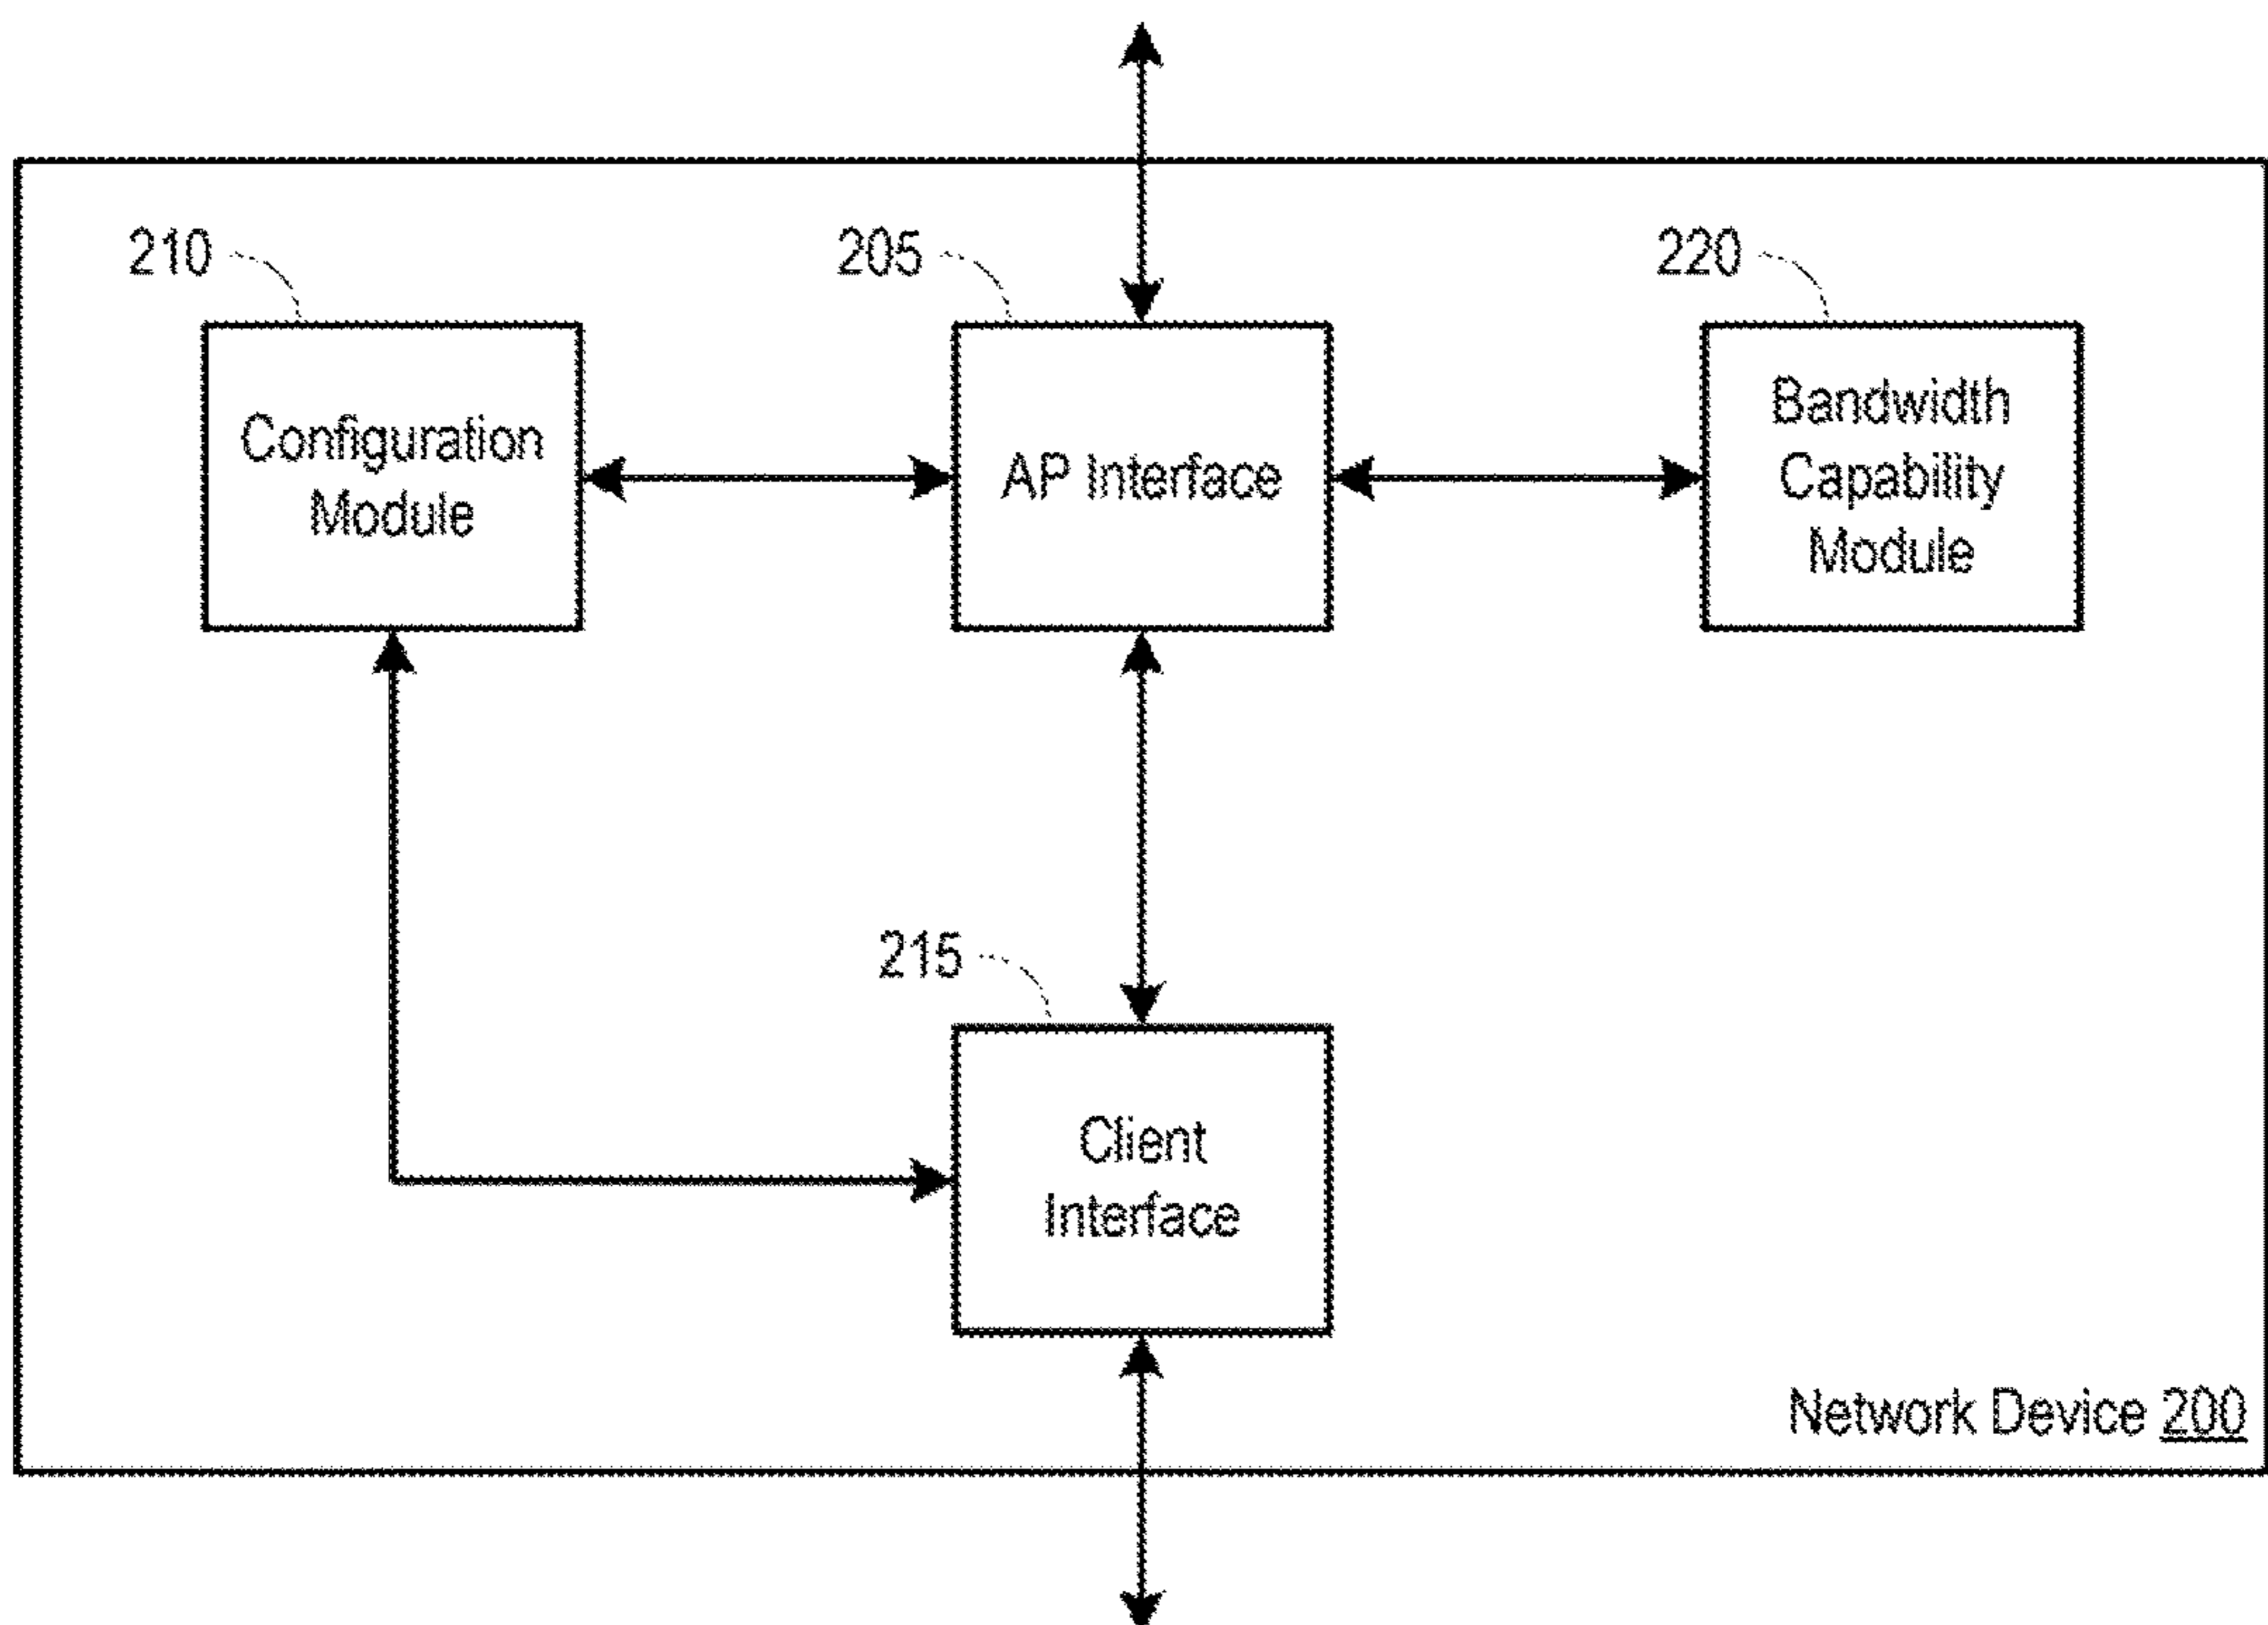 210
205
220
Configuration
Module
AP Interface
Bandwidth
Capability
Module
215
Client
Interface
Network Device 200